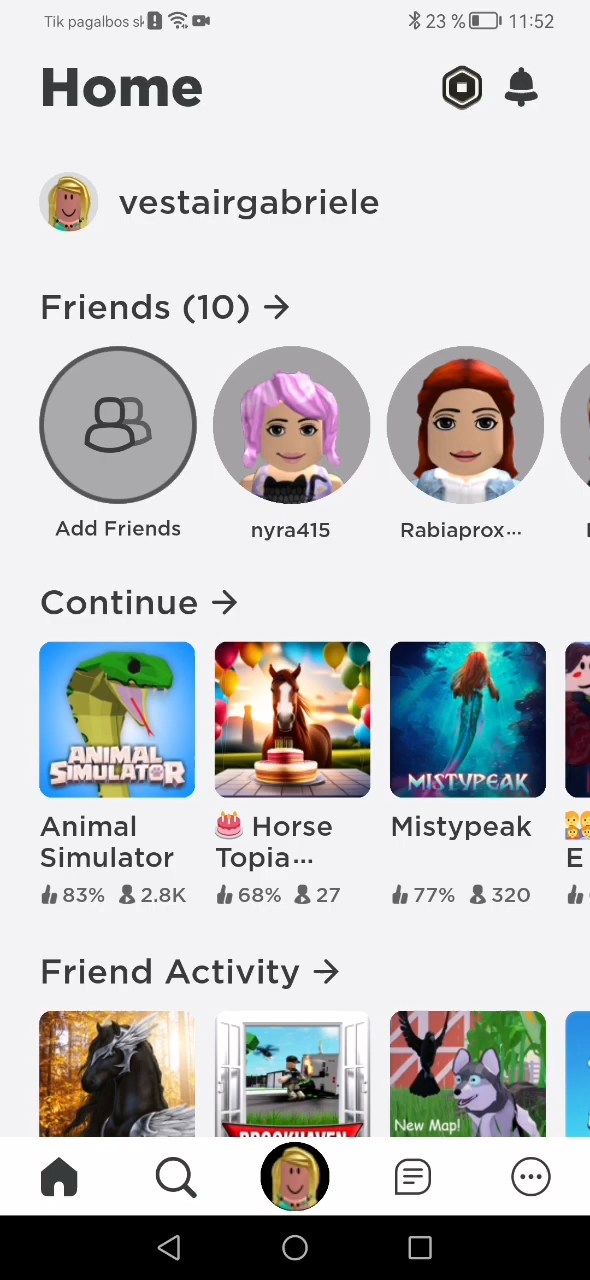 Tik pagalbos sk
23 %
11:52
Home
vestairgabriele
Friends (10) →
Add Friends
nyra415
Rabiaprox...
Continue →
ANIMAL
SIMULATOR
MISTYPEAK
Animal
Simulator
🎂 Horse
Topia...
Mistypeak
E
83%
2.8K
68%
27
77%
320
Friend Activity →
BROOKHAVEN
New Map!